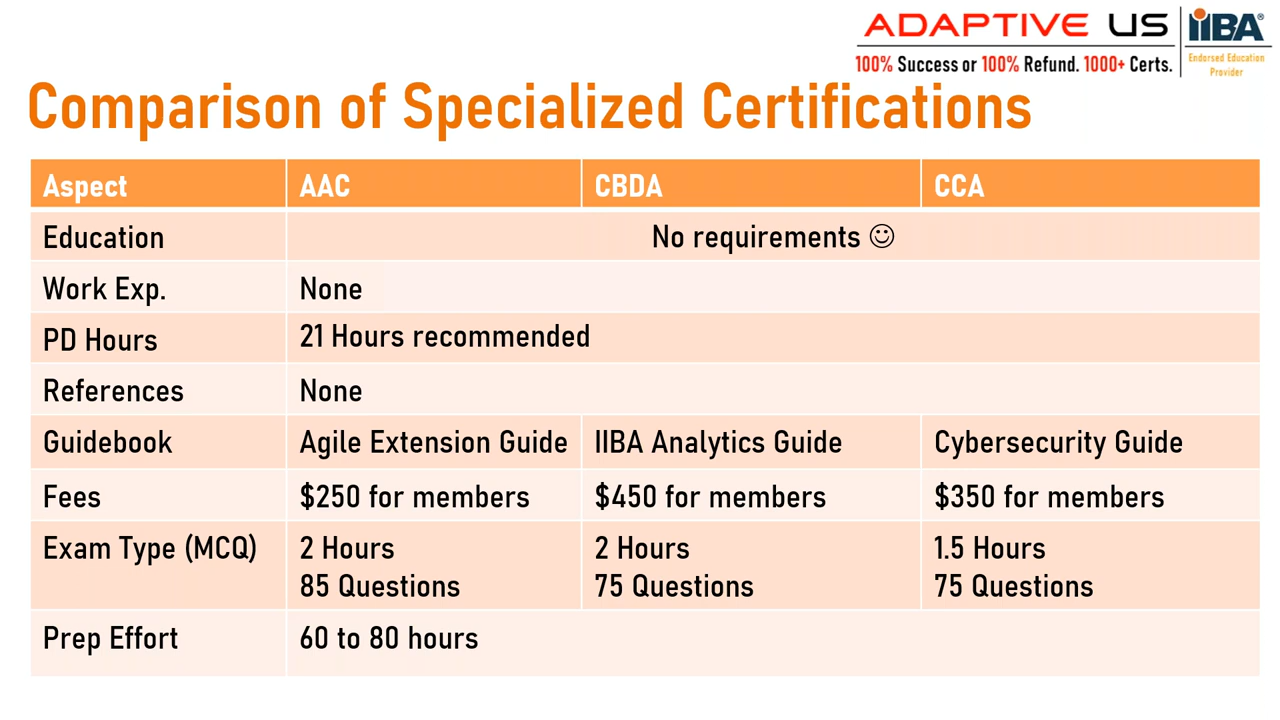 ADAPTIVE US
100% Success or 100% Refund. 1000+ Certs.
IIBA®
Endorsed Education
Provider
Comparison of Specialized Certifications
Aspect AAC CBDA CCA
Education No requirements ☺
Work Exp. None
PD Hours 21 Hours recommended
References None
Guidebook Agile Extension Guide IIBA Analytics Guide Cybersecurity Guide
Fees $250 for members $450 for members $350 for members
Exam Type (MCQ) 2 Hours 2 Hours 1.5 Hours
85 Questions 75 Questions 75 Questions
Prep Effort 60 to 80 hours